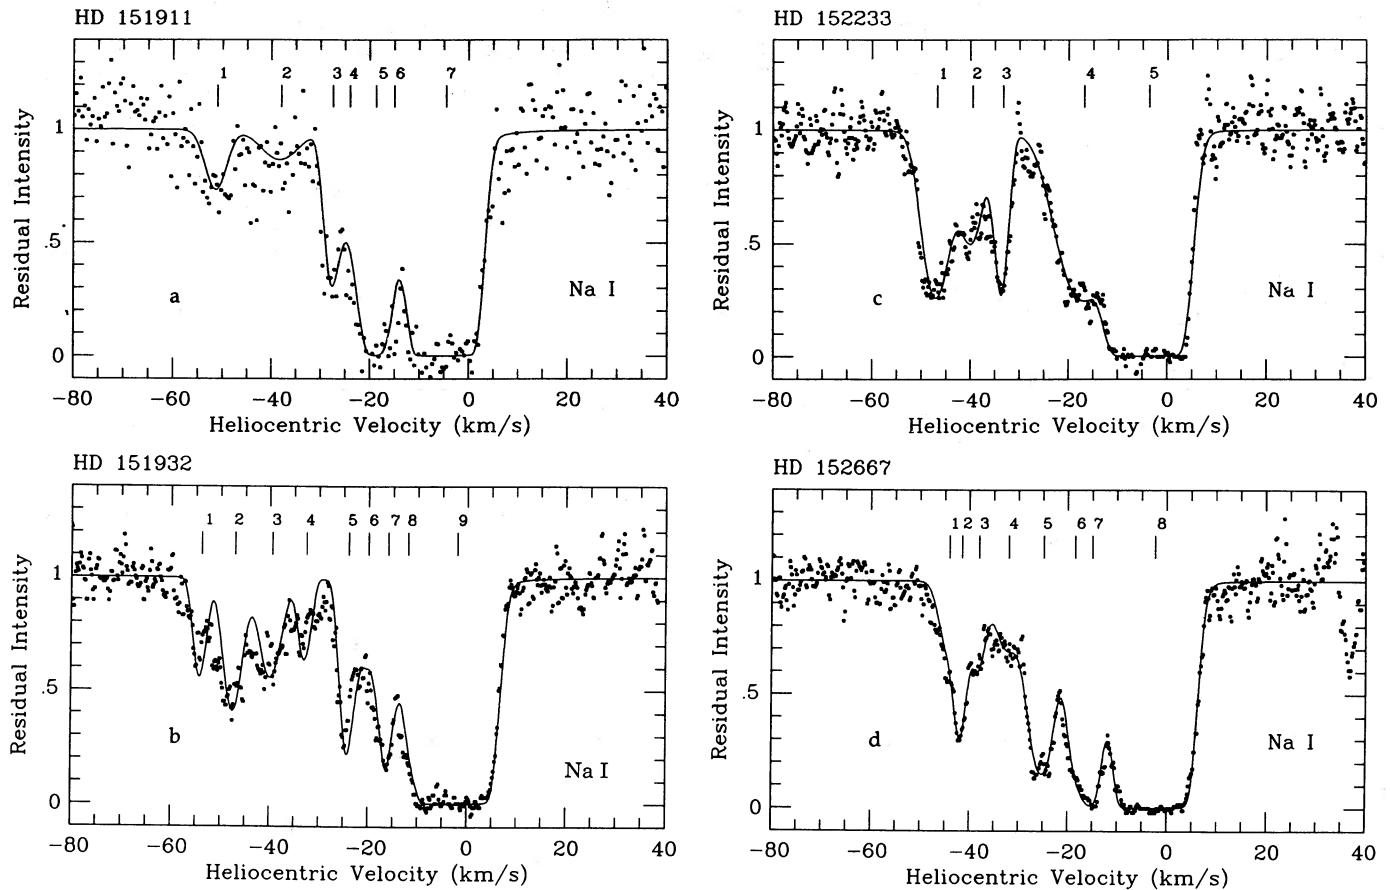 HD 151911
1 2 3 4 5 6 7
1
.5
0
Residual Intensity
a
Na I
-80 -60 -40 -20 0 20 40
Heliocentric Velocity (km/s)
HD 152233
1 2 3 4 5
1
.5
0
Residual Intensity
c
Na I
-80 -60 -40 -20 0 20 40
Heliocentric Velocity (km/s)
HD 151932
1 2 3 4 5 6 7 8 9
1
.5
0
Residual Intensity
b
Na I
-80 -60 -40 -20 0 20 40
Heliocentric Velocity (km/s)
HD 152667
1 2 3 4 5 6 7 8
1
.5
0
Residual Intensity
d
Na I
-80 -60 -40 -20 0 20 40
Heliocentric Velocity (km/s)